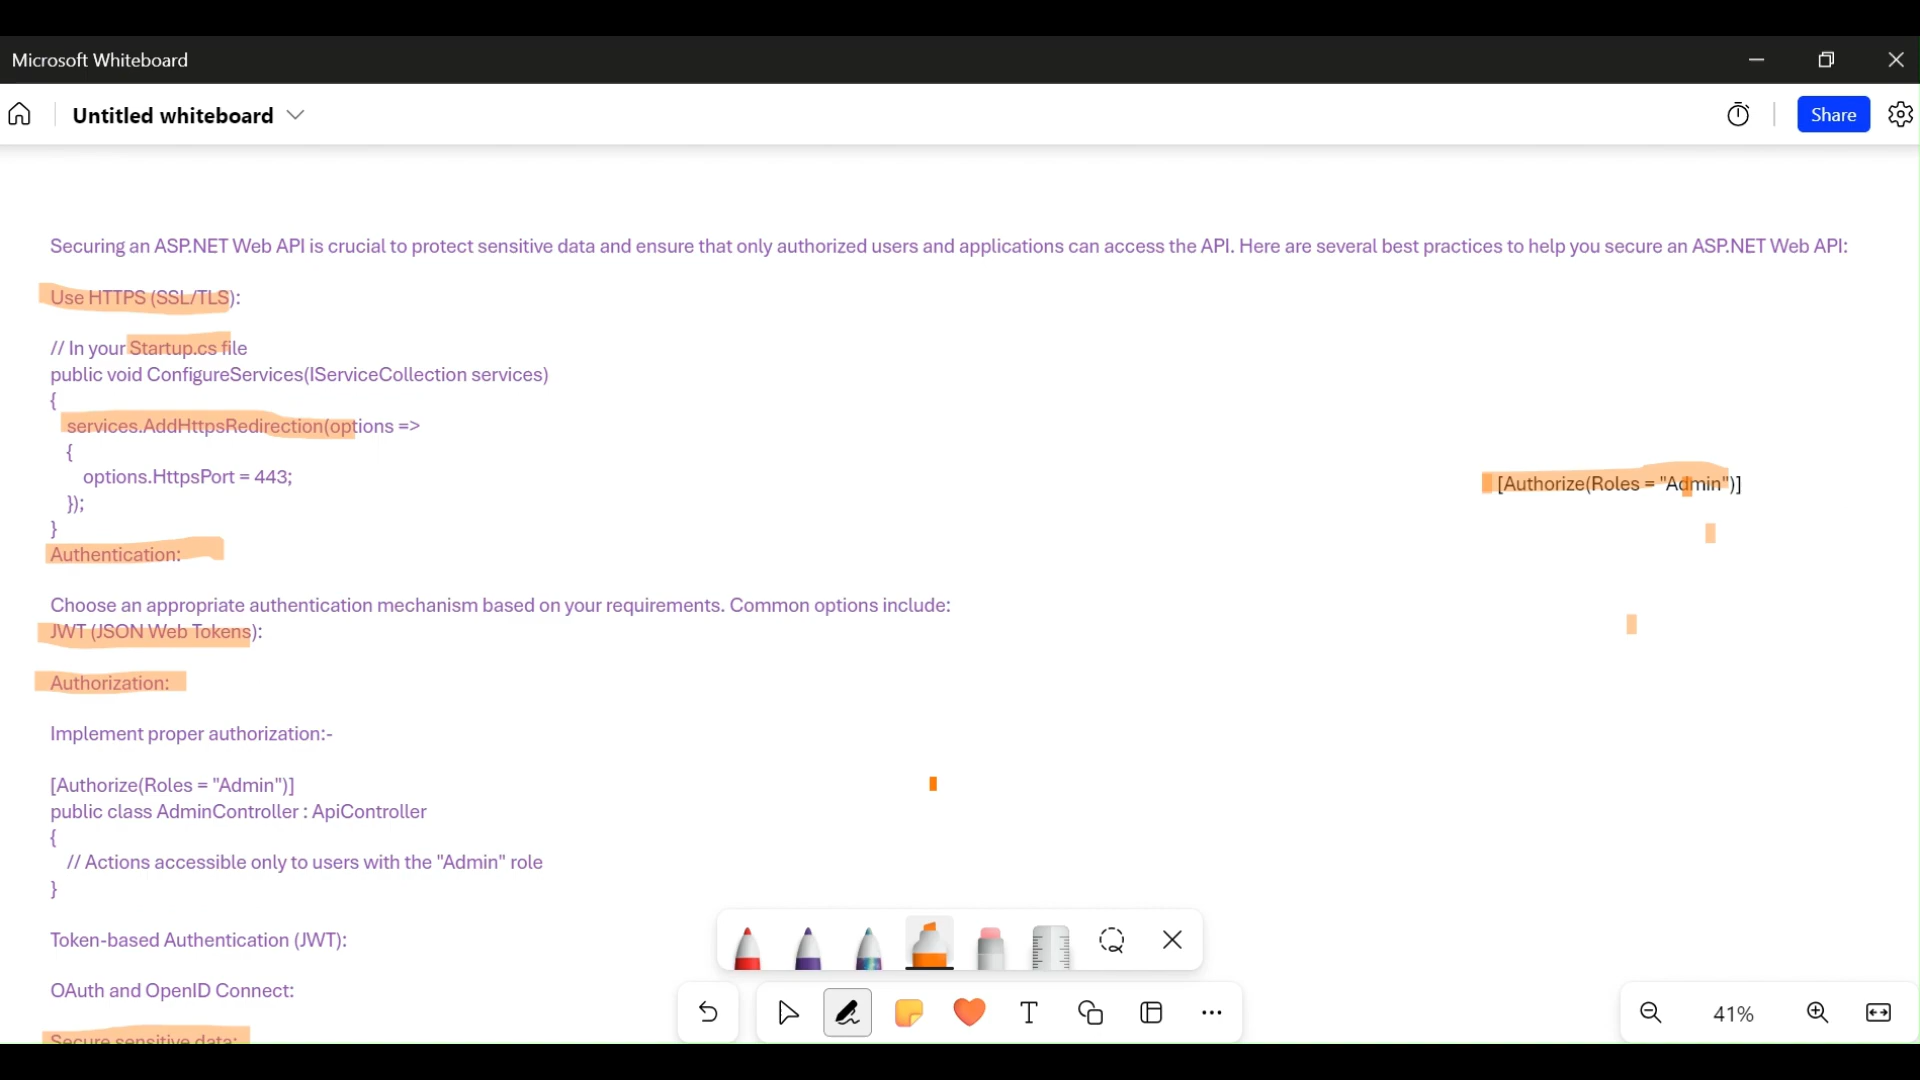 Microsoft Whiteboard
Untitled whiteboard
Share
Securing an ASP.NET Web API is crucial to protect sensitive data and ensure that only authorized users and applications can access the API. Here are several best practices to help you secure an ASP.NET Web API:
Use HTTPS (SSL/TLS):
// In your Startup.cs file
public void ConfigureServices(IServiceCollection services)
{
services.AddHttpsRedirection(options =>
{
options.HttpsPort = 443;
});
}
[Authorize(Roles = "Admin")]
Authentication:
Choose an appropriate authentication mechanism based on your requirements. Common options include:
JWT (JSON Web Tokens):
Authorization:
Implement proper authorization:-
[Authorize(Roles = "Admin")]
public class AdminController : ApiController
{
// Actions accessible only to users with the "Admin" role
}
Token-based Authentication (JWT):
OAuth and OpenID Connect:
Secure sensitive data:
41%